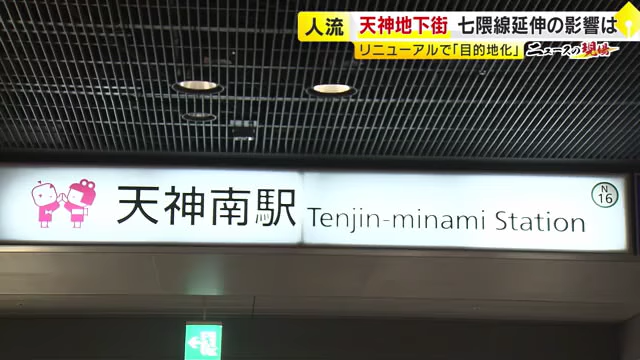 人流 天神地下街 七隈線延伸の影響は
リニューアルで「目的地化」 ニュースの現場
天神南駅 Tenjin-minami Station
N
16